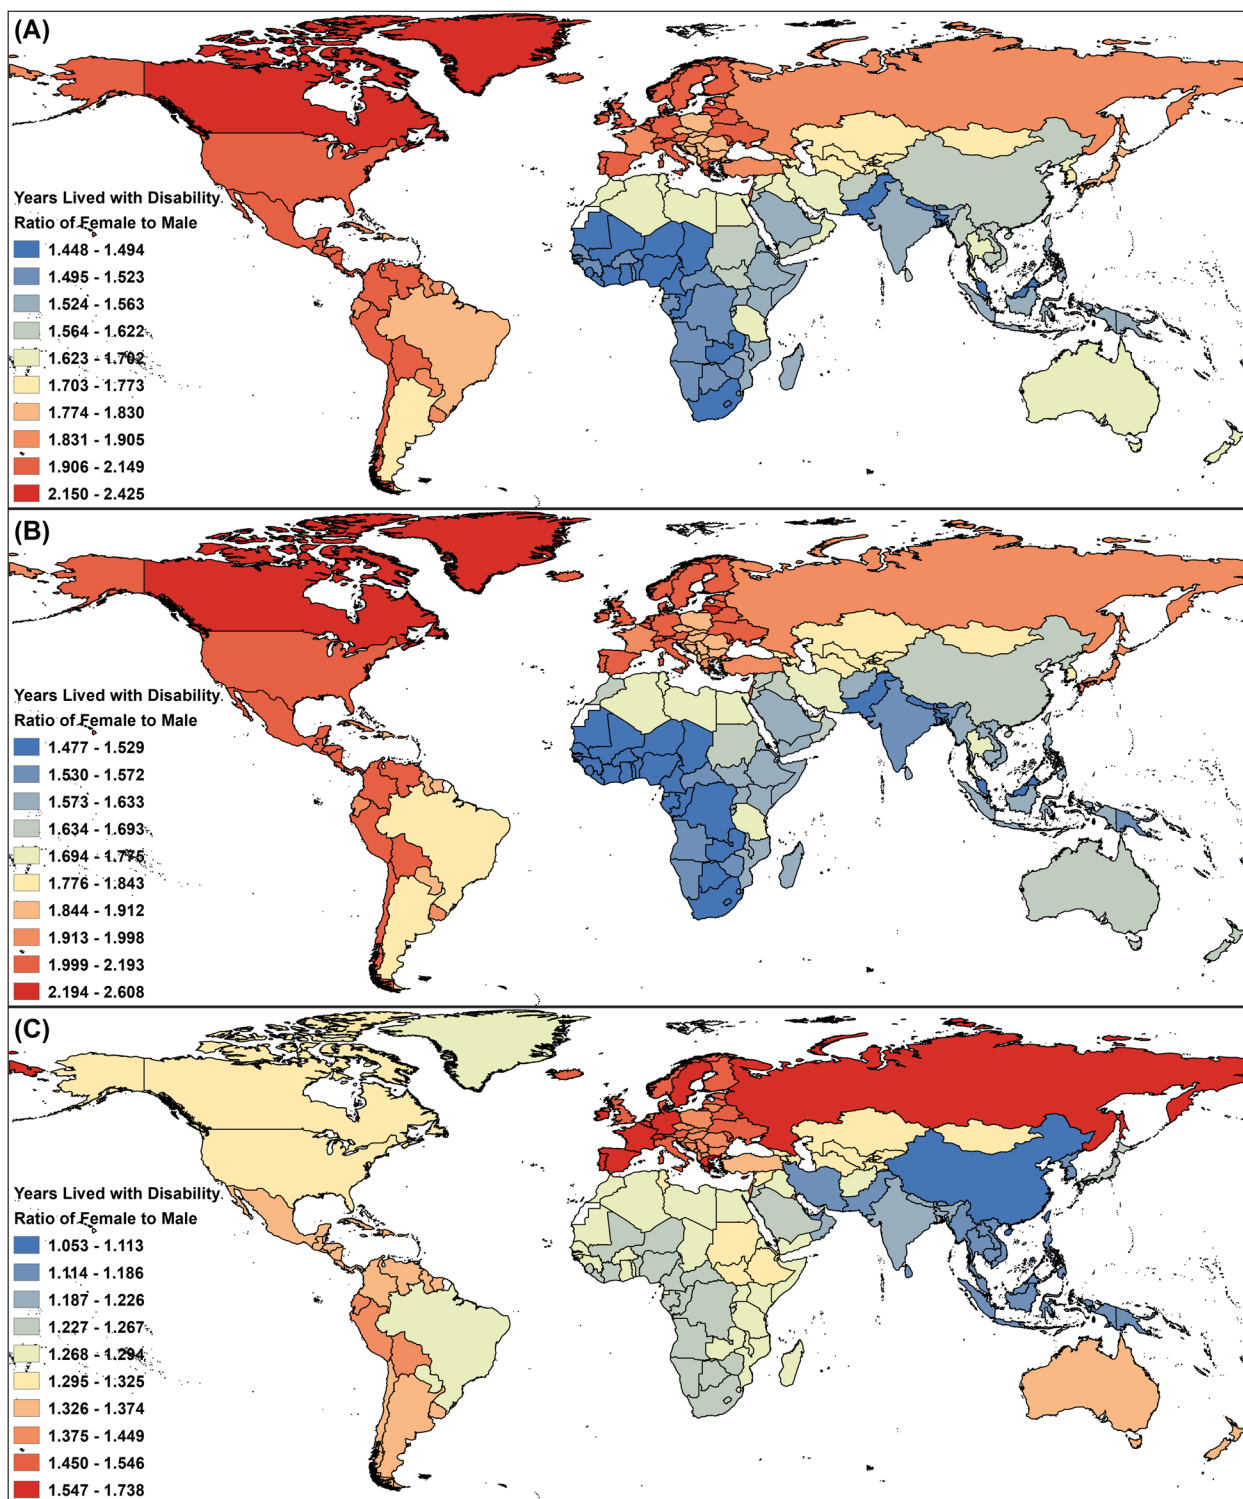 (A)
Years Lived with Disability
Ratio of Female to Male
1.448 - 1.494
1.495 - 1.523
1.524 - 1.563
1.564 - 1.622
1.623 - 1.702
1.703 - 1.773
1.774 - 1.830
1.831 - 1.905
1.906 - 2.149
2.150 - 2.425
(B)
Years Lived with Disability
Ratio of Female to Male
1.477 - 1.529
1.530 - 1.572
1.573 - 1.633
1.634 - 1.693
1.694 - 1.775
1.776 - 1.843
1.844 - 1.912
1.913 - 1.998
1.999 - 2.193
2.194 - 2.608
(C)
Years Lived with Disability
Ratio of Female to Male
1.053 - 1.113
1.114 - 1.186
1.187 - 1.226
1.227 - 1.267
1.268 - 1.294
1.295 - 1.325
1.326 - 1.374
1.375 - 1.449
1.450 - 1.546
1.547 - 1.738